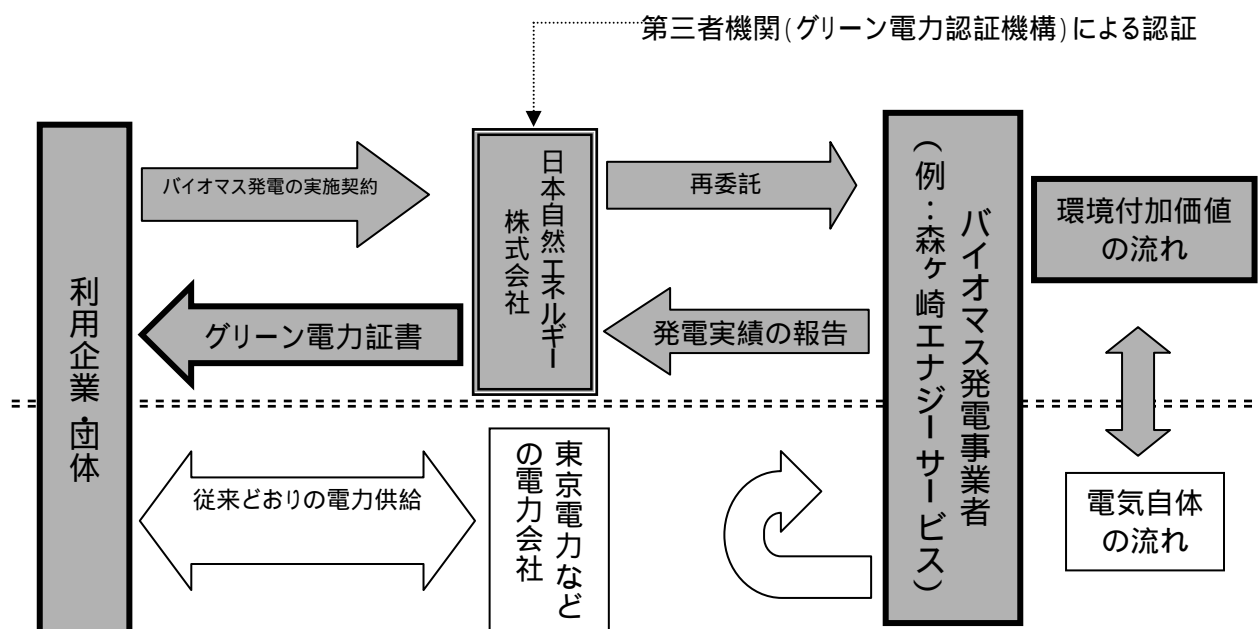 第三者機関(グリーン電力認証機構)による認証
利用企業・団体
バイオマス発電の実施契約
グリーン電力証書
日本自然エネルギー
株式会社
再委託
発電実績の報告
バイオマス発電事業者
(例:森ヶ崎エナジーサービス)
環境付加価値
の流れ
従来どおりの電力供給
東京電力など
の電力会社
電気自体
の流れ